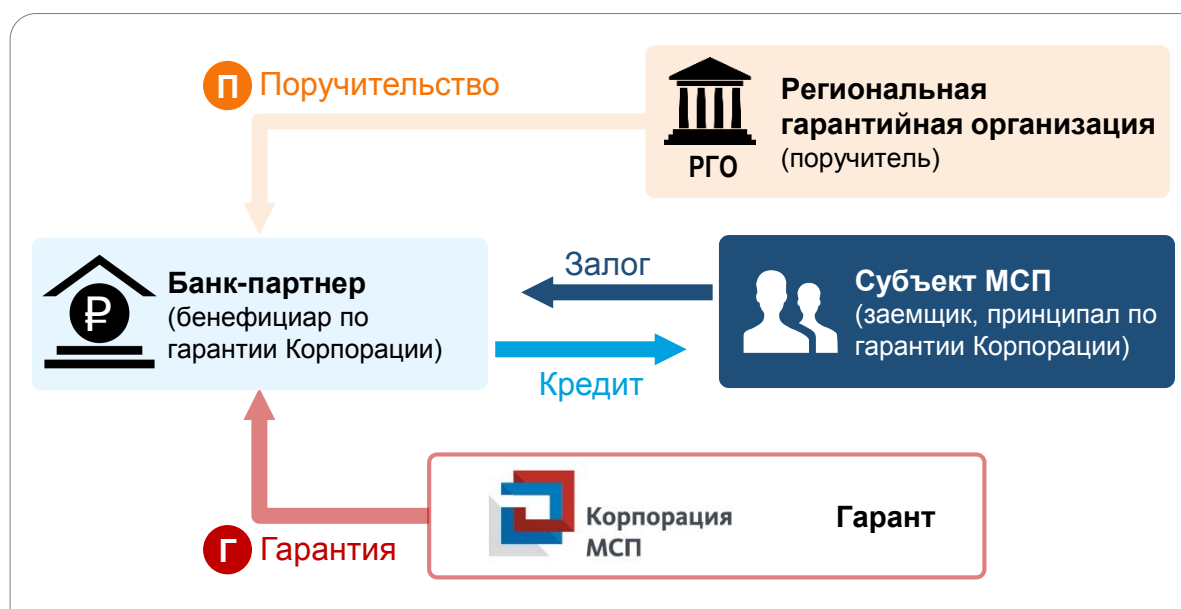 П Поручительство
Региональная
гарантийная организация
(поручитель)
РГО
Банк-партнер
(бенефициар по
гарантии Корпорации)
₽
Залог
Кредит
Субъект МСП
(заемщик, принципал по
гарантии Корпорации)
Корпорация
МСП
Гарант
Г Гарантия